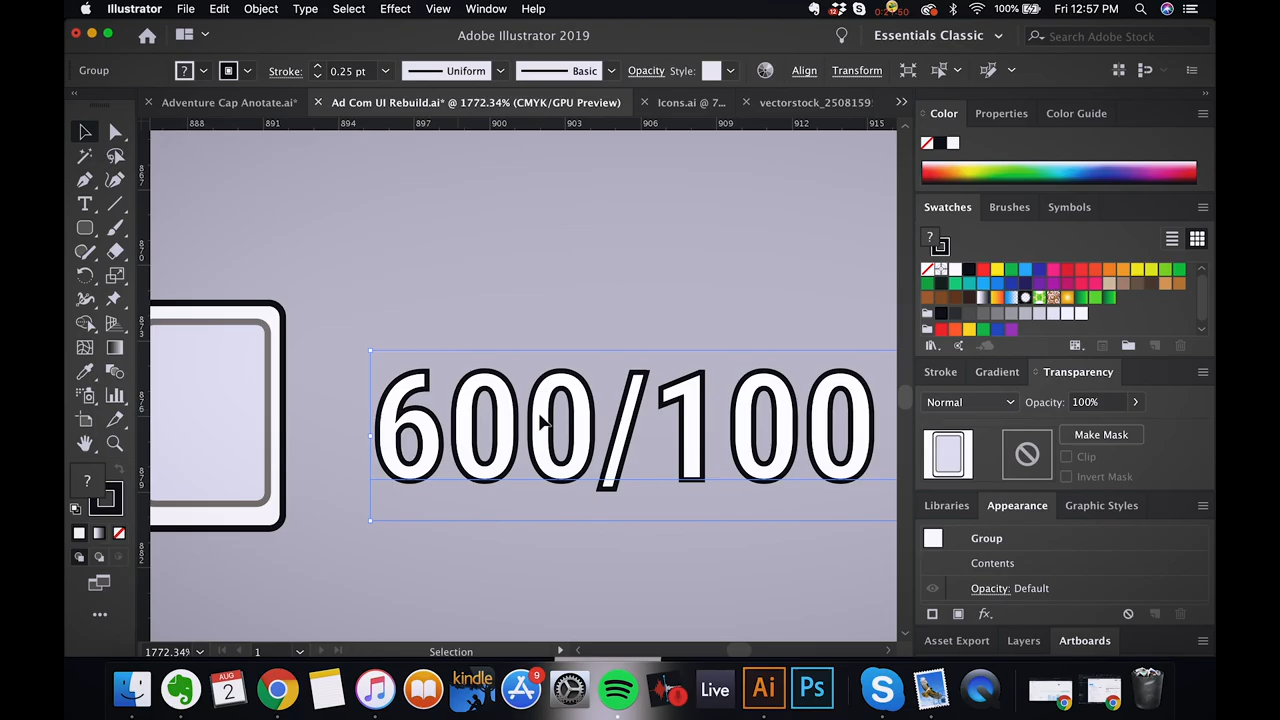 Illustrator File Edit Object Type Select Effect View Window Help 100% Fri 12:57 PM
Adobe Illustrator 2019 Essentials Classic Search Adobe Stock
Group ? Stroke: 0.25 pt Uniform Basic Opacity Style: Align Transform
Adventure Cap Anotate.ai* Ad Com UI Rebuild.ai* @ 1772.34% (CMYK/GPU Preview) Icons.ai @ 7... vectorstock_2508159
888 891 894 897 900 903 906 909 912 915
Color Properties Color Guide
Swatches Brushes Symbols
?
600/100
Stroke Gradient Transparency
Normal Opacity: 100%
Make Mask
Clip
Invert Mask
Libraries Appearance Graphic Styles
Group
Contents
Opacity: Default
fx
?
Asset Export Layers Artboards
1772.34% 1 Selection
AUG
2
kindle
9
Live
Ai
Ps